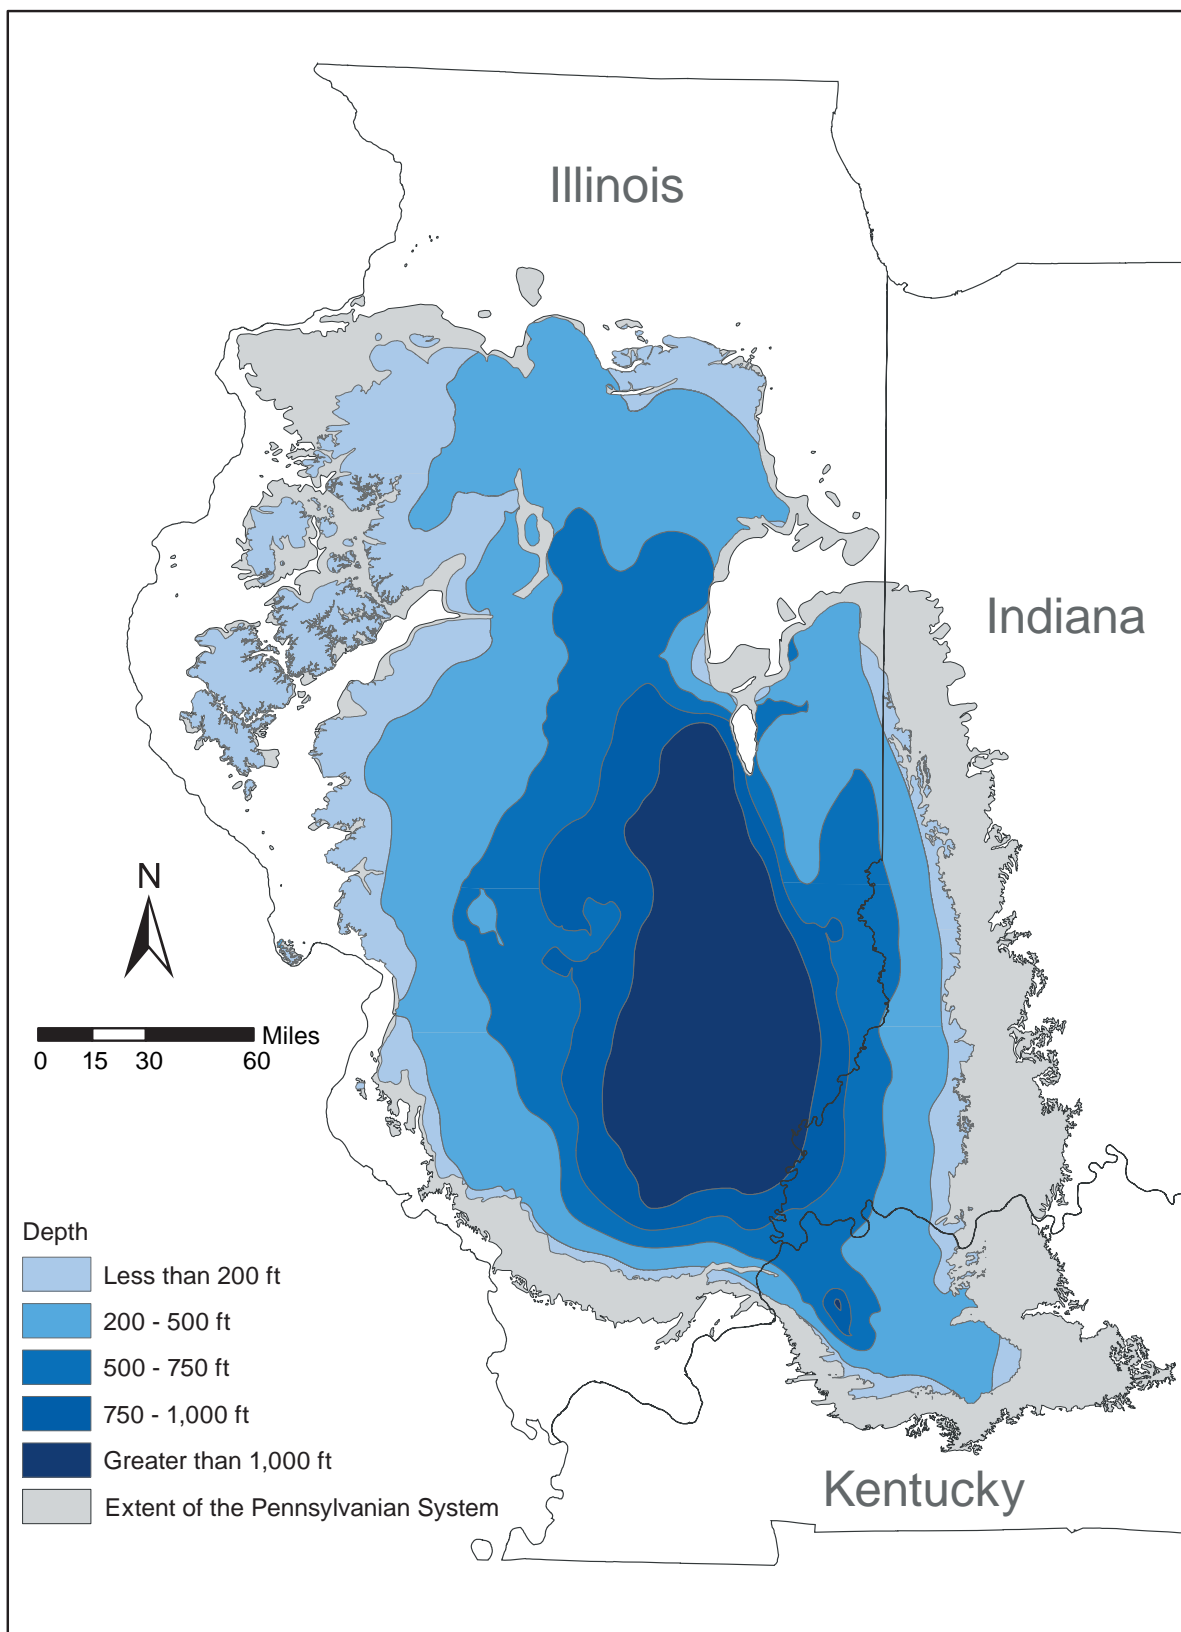 Illinois
Indiana
N
Miles
0 15 30 60
Depth
Less than 200 ft
200 - 500 ft
500 - 750 ft
750 - 1,000 ft
Greater than 1,000 ft
Extent of the Pennsylvanian System
Kentucky